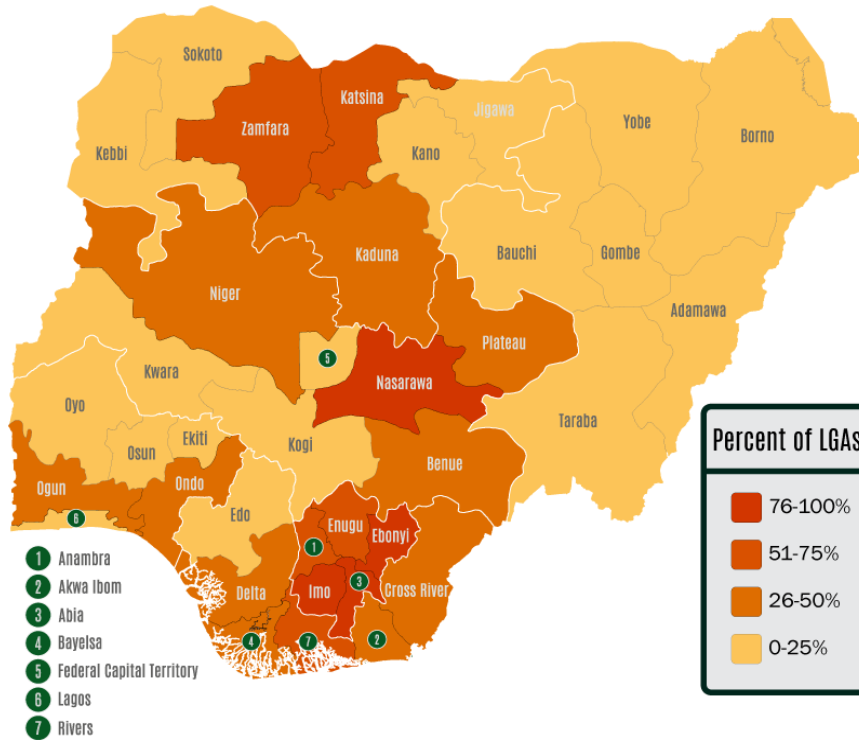 Sokoto
Katsina
Zamfara
Jigawa
Yobe
Borno
Kebbi
Kano
Kaduna
Bauchi
Gombe
Niger
Adamawa
Plateau
5
Nasarawa
Kwara
Oyo
Taraba
Ekiti
Kogi
Osun
Benue
Ondo
Ogun
Edo
6
Enugu
Ebonyi
1
3
Delta
Imo
Cross River
4
7
2
1 Anambra
2 Akwa Ibom
3 Abia
4 Bayelsa
5 Federal Capital Territory
6 Lagos
7 Rivers
Percent of LGAs
76-100%
51-75%
26-50%
0-25%